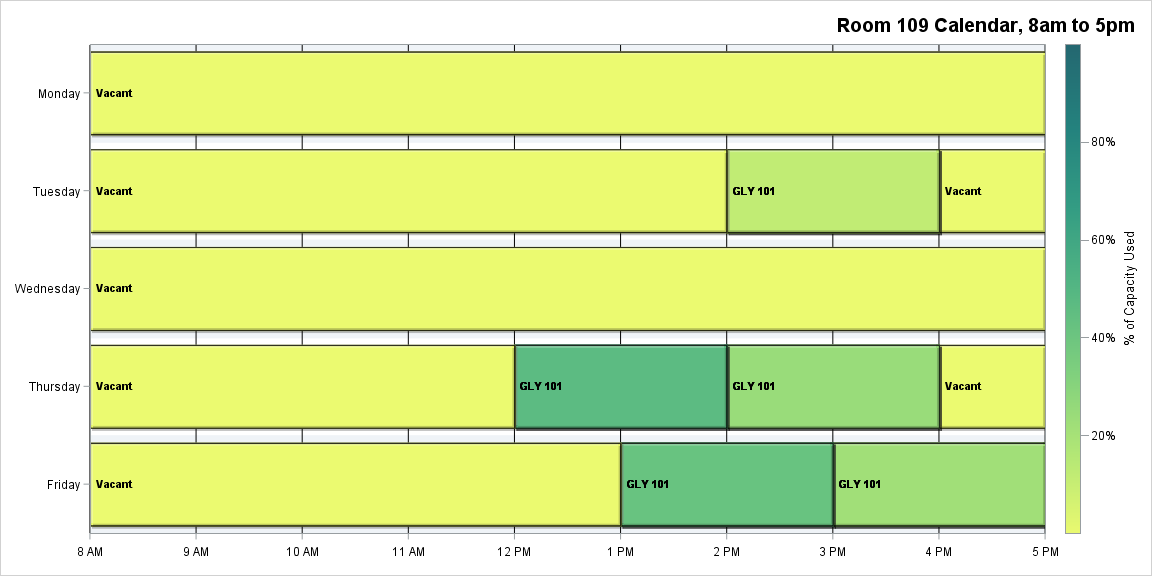 Room 109 Calendar, 8am to 5pm
Monday
Vacant
Tuesday
Vacant
GLY 101
Vacant
Wednesday
Vacant
Thursday
Vacant
GLY 101
GLY 101
Vacant
Friday
Vacant
GLY 101
GLY 101
8 AM
9 AM
10 AM
11 AM
12 PM
1 PM
2 PM
3 PM
4 PM
5 PM
80%
60%
40%
20%
% of Capacity Used